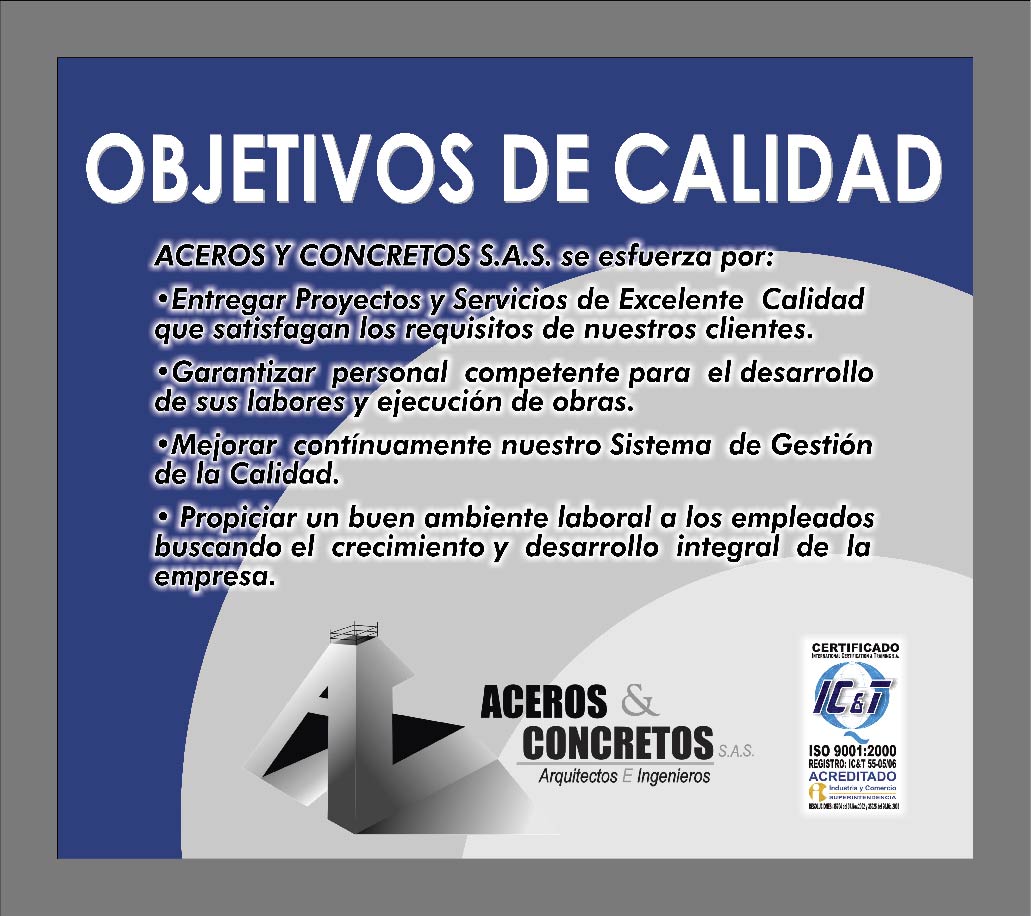 OBJETIVOS DE CALIDAD
ACEROS Y CONCRETOS S.A.S. se esfuerza por:
•Entregar Proyectos y Servicios de Excelente Calidad
que satisfagan los requisitos de nuestros clientes.
•Garantizar personal competente para el desarrollo
de sus labores y ejecución de obras.
•Mejorar contínuamente nuestro Sistema de Gestión
de la Calidad.
• Propiciar un buen ambiente laboral a los empleados
buscando el crecimiento y desarrollo integral de la
empresa.
ACEROS &
CONCRETOS S.A.S.
Arquitectos E Ingenieros
CERTIFICADO
INTERNATIONAL CERTIFICATION & TRAINING S.A.
IC&T
ISO 9001:2000
REGISTRO: IC&T 55-05/06
ACREDITADO
Industria y Comercio
SUPERINTENDENCIA